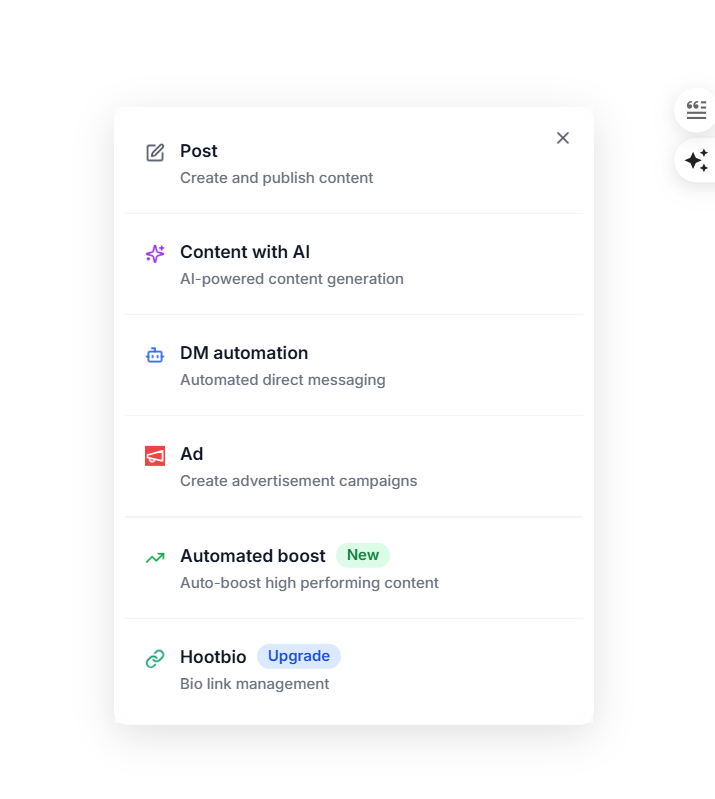 Post
Create and publish content
Content with AI
AI-powered content generation
DM automation
Automated direct messaging
Ad
Create advertisement campaigns
Automated boost New
Auto-boost high performing content
Hootbio Upgrade
Bio link management